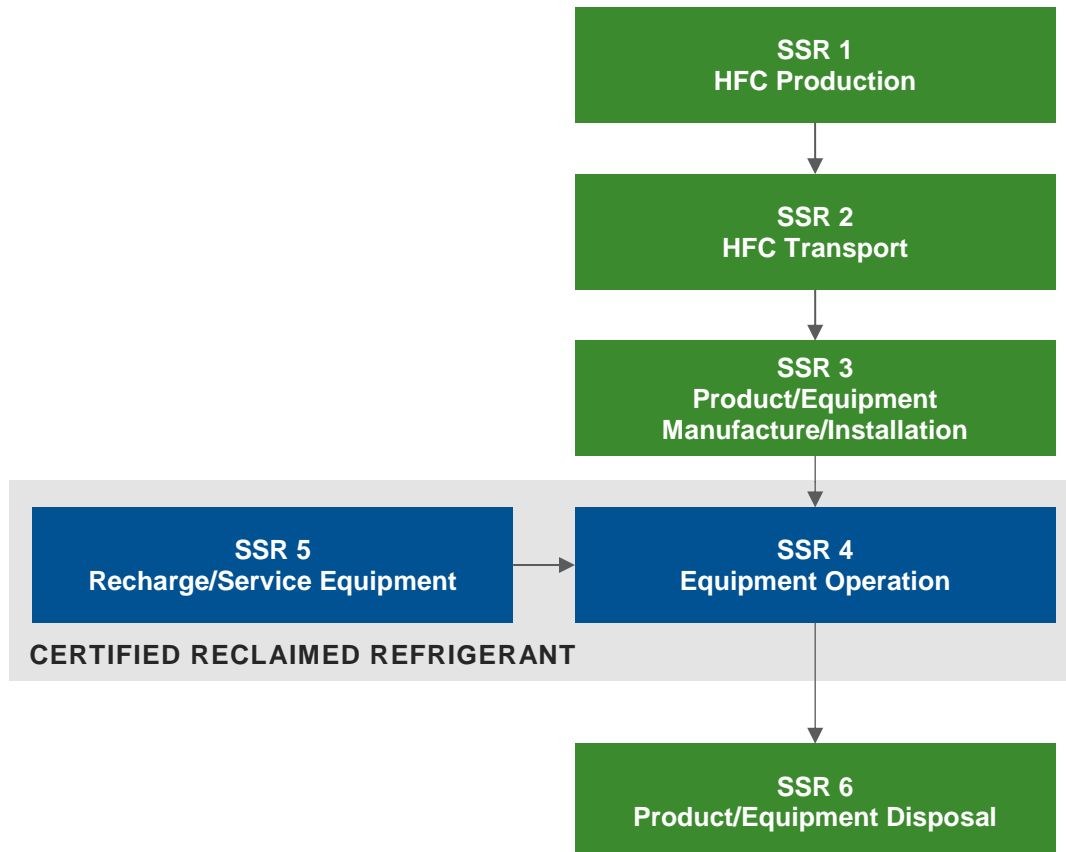 SSR 1
HFC Production
SSR 2
HFC Transport
SSR 3
Product/Equipment
Manufacture/Installation
SSR 5
Recharge/Service Equipment
SSR 4
Equipment Operation
CERTIFIED RECLAIMED REFRIGERANT
SSR 6
Product/Equipment Disposal